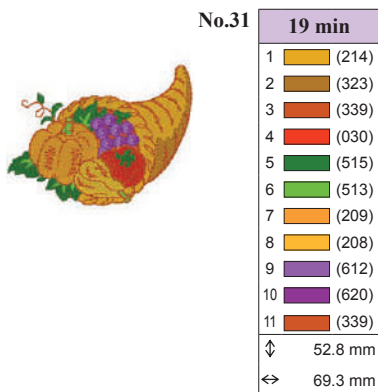 No.31
19 min
1 (214)
2 (323)
3 (339)
4 (030)
5 (515)
6 (513)
7 (209)
8 (208)
9 (612)
10 (620)
11 (339)
52.8 mm
69.3 mm